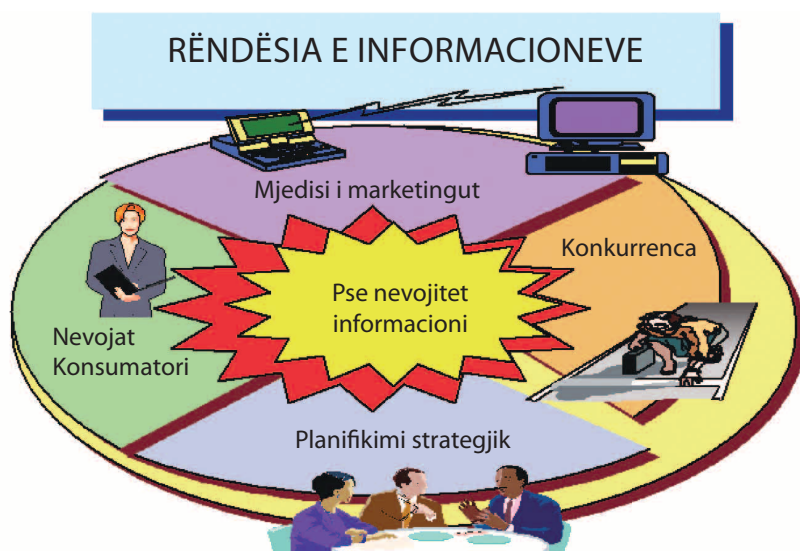 RËNDËSIA E INFORMACIONEVE
Mjedisi i marketingut
Konkurrenca
Pse nevojitet
informacioni
Nevojat
Konsumatori
Planifikimi strategjik